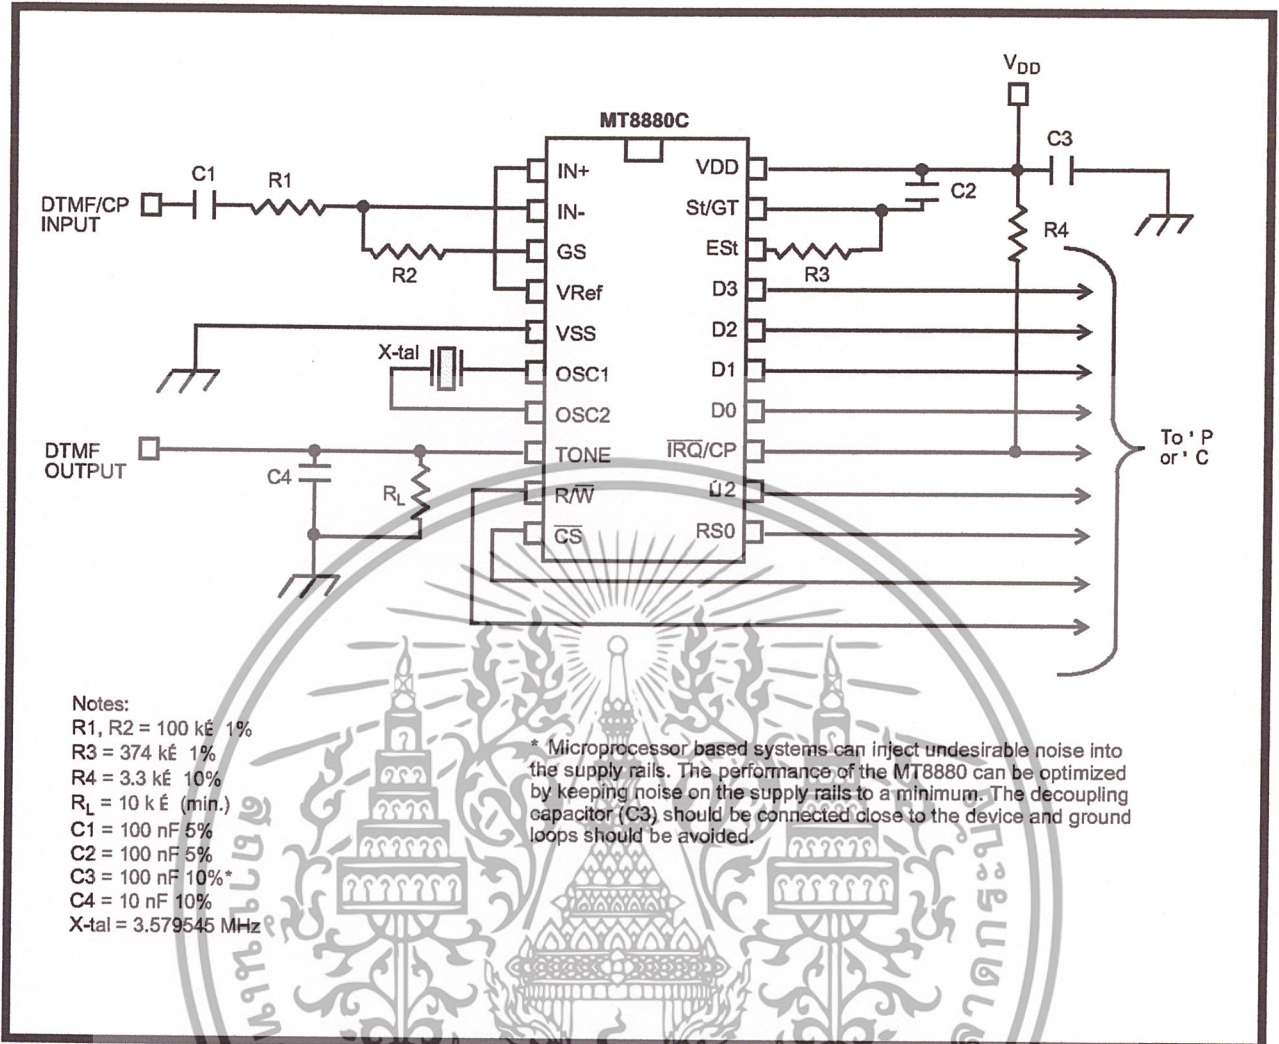 V_DD
MT8880C
C3
C1
R1
IN+
VDD
DTMF/CP
INPUT
IN-
St/GT
C2
R4
GS
ESt
R2
R3
VRef
D3
VSS
D2
X-tal
OSC1
D1
OSC2
D0
DTMF
OUTPUT
TONE
I̅R̅Q̅/CP
To ' P
or ' C
C4
R_L
R/W̅
Ú2
C̅S̅
RS0
Notes:
R1, R2 = 100 kÉ 1%
R3 = 374 kÉ 1%
R4 = 3.3 kÉ 10%
R_L = 10 k É (min.)
C1 = 100 nF 5%
C2 = 100 nF 5%
C3 = 100 nF 10%*
C4 = 10 nF 10%
X-tal = 3.579545 MHz
* Microprocessor based systems can inject undesirable noise into
the supply rails. The performance of the MT8880 can be optimized
by keeping noise on the supply rails to a minimum. The decoupling
capacitor (C3) should be connected close to the device and ground
loops should be avoided.